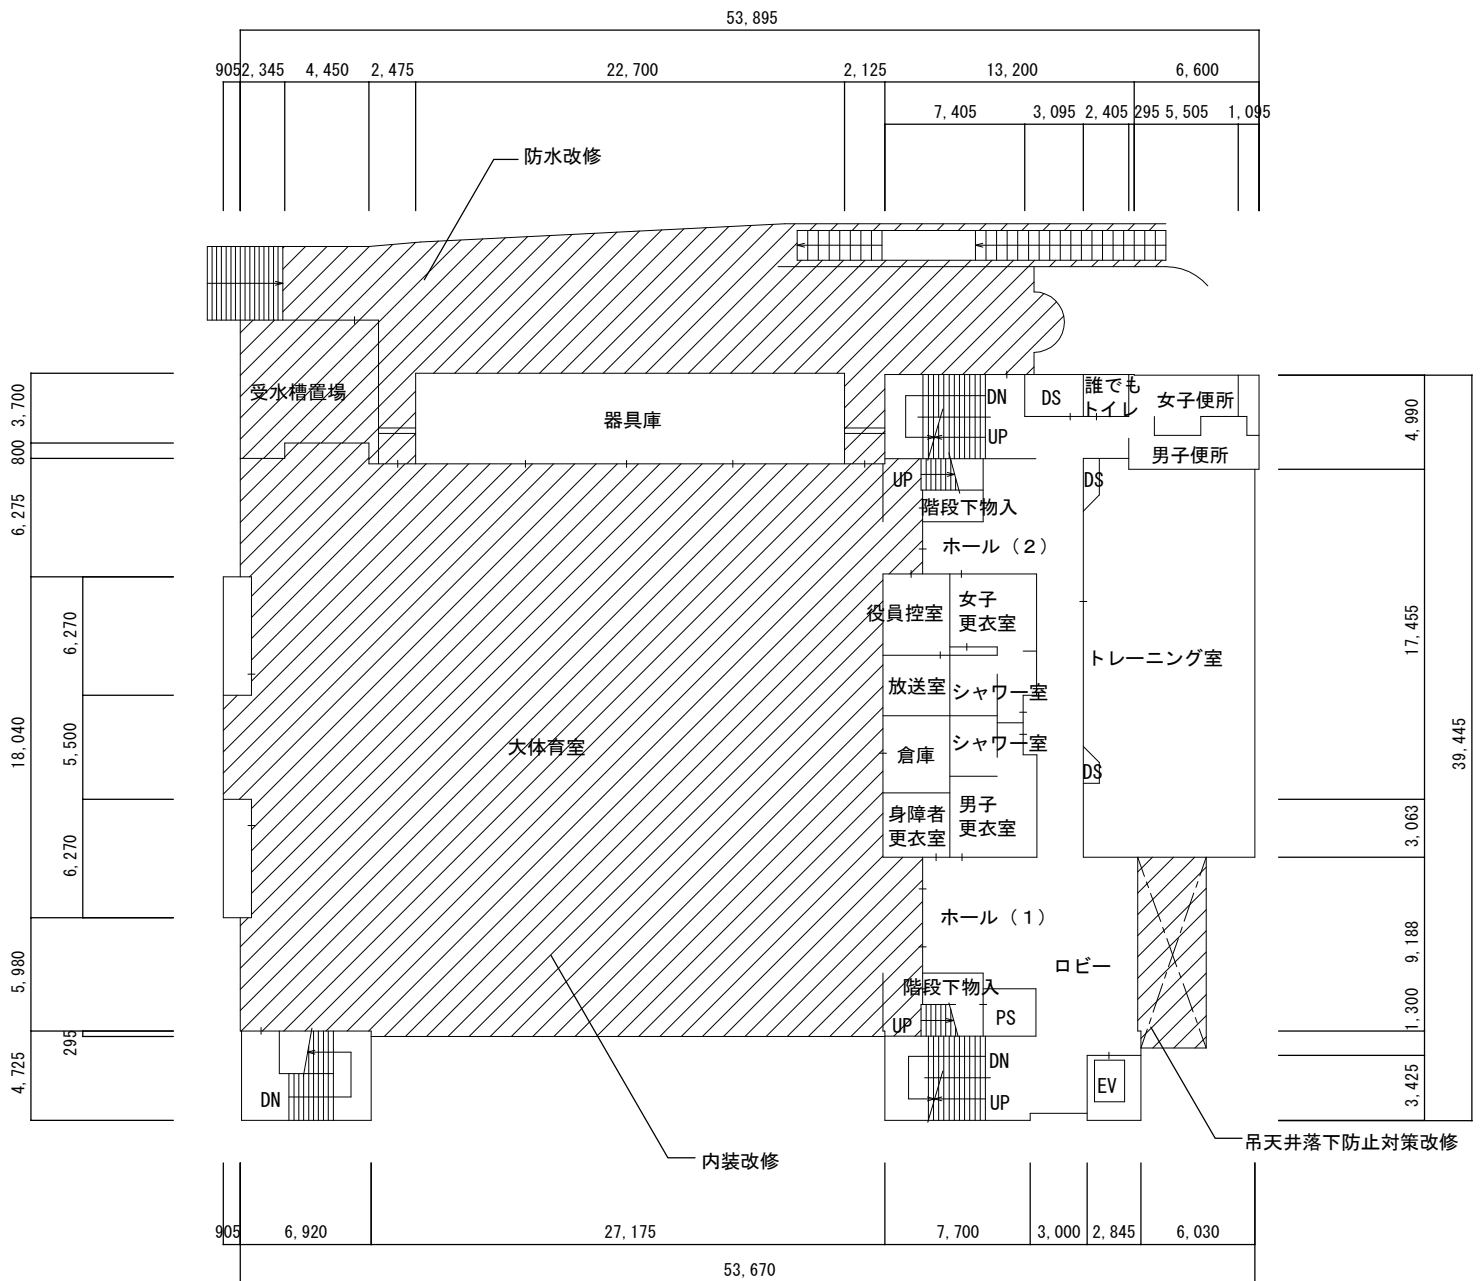 53,895
905
2,345
4,450
2,475
22,700
2,125
13,200
6,600
7,405
3,095
2,405
295
5,505
1,095
防水改修
受水槽置場
器具庫
DN
UP
DS
誰でも
トイレ
女子便所
男子便所
UP
階段下物入
DS
ホール（２）
役員控室
女子
更衣室
放送室
シャワー室
トレーニング室
大体育室
倉庫
シャワー室
DS
身障者
更衣室
男子
更衣室
ホール（１）
ロビー
階段下物入
UP
PS
DN
DN
UP
EV
内装改修
吊天井落下防止対策改修
3,700
800
6,275
18,040
5,980
4,725
6,270
5,500
6,270
295
4,990
17,455
3,063
9,188
1,300
3,425
39,445
905
6,920
27,175
7,700
3,000
2,845
6,030
53,670